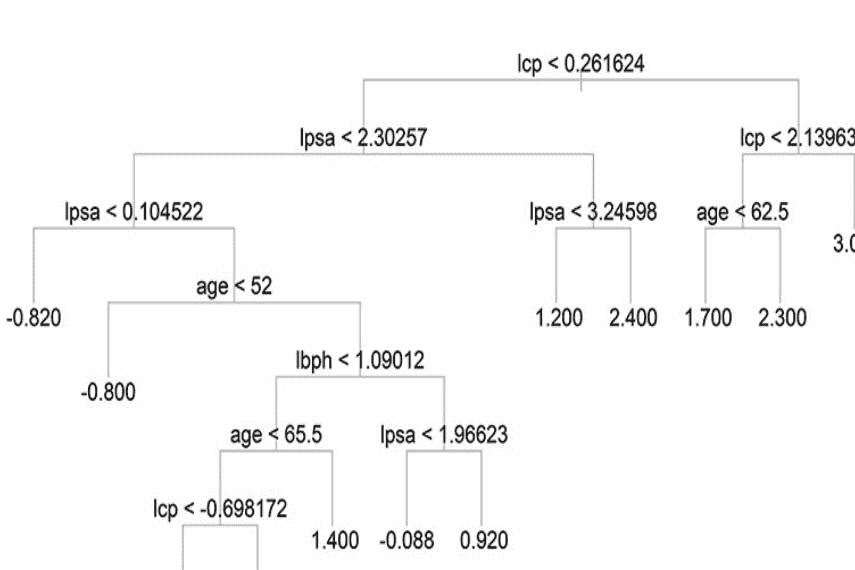 lcp < 0.261624
lpsa < 2.30257
lcp < 2.13963
lpsa < 0.104522
lpsa < 3.24598
age < 62.5
3.0
age < 52
-0.820
1.200
2.400
1.700
2.300
lbph < 1.09012
-0.800
age < 65.5
lpsa < 1.96623
lcp < -0.698172
1.400
-0.088
0.920